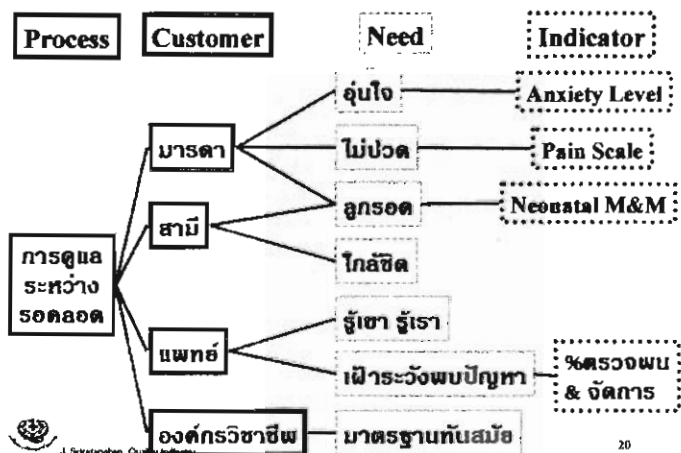 Process
Customer
Need
Indicator
อุ่นใจ
Anxiety Level
มารดา
ไม่ปวด
Pain Scale
ลูกรอด
Neonatal M&M
สามี
การดูแล
ระหว่าง
รอคลอด
ใกล้ชิด
รู้เขา รู้เรา
แพทย์
เฝ้าระวังพบปัญหา
%ตรวจพบ
& จัดการ
องค์กรวิชาชีพ
มาตรฐานทันสมัย
20